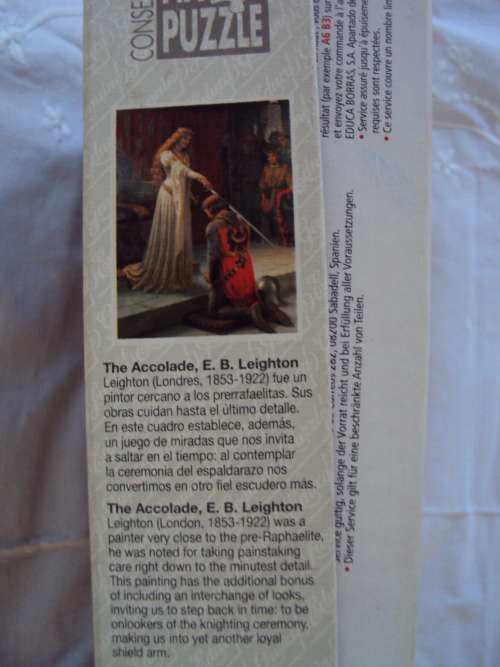 CONSE
PUZZLE
The Accolade, E. B. Leighton
Leighton (Londres, 1853-1922) fue un
pintor cercano a los prerrafaelitas. Sus
obras cuidan hasta el último detalle.
En este cuadro establece, además,
un juego de miradas que nos invita
a saltar en el tiempo: al contemplar
la ceremonia del espaldarazo nos
convertimos en otro fiel escudero más.
The Accolade, E. B. Leighton
Leighton (London, 1853-1922) was a
painter very close to the pre-Raphaelite,
he was noted for taking painstaking
care right down to the minutest detail.
This painting has the additional bonus
of including an interchange of looks,
inviting us to step back in time: to be
onlookers of the knighting ceremony,
making us into yet another loyal
shield arm.
résultat (par exemple A6 B3) sur
et envoyez votre commande à l'a
EDUCA BORRAS, S.A. Apartado de
• Service assuré jusqu'à épuiseme
requises sont respectées.
• Ce service couvre un nombre lim
282, 08200 Sabadell, Spanien.
Service gültig, solange der Vorrat reicht und bei Erfüllung aller Voraussetzungen.
• Dieser Service gilt für eine beschränkte Anzahl von Teilen.